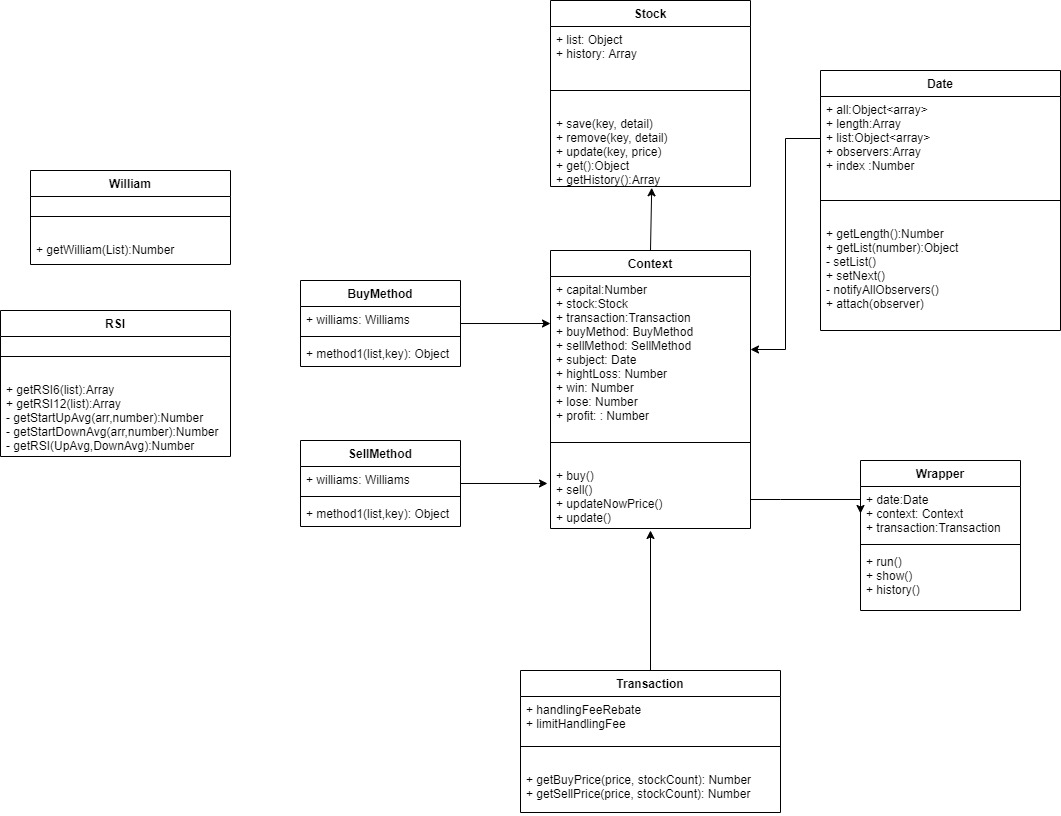 Stock
+ list: Object
+ history: Array
+ save(key, detail)
+ remove(key, detail)
+ update(key, price)
+ get():Object
+ getHistory():Array
Date
+ all:Object<array>
+ length:Array
+ list:Object<array>
+ observers:Array
+ index :Number
+ getLength():Number
+ getList(number):Object
- setList()
+ setNext()
- notifyAllObservers()
+ attach(observer)
William
+ getWilliam(List):Number
RSI
+ getRSI6(list):Array
+ getRSI12(list):Array
- getStartUpAvg(arr,number):Number
- getStartDownAvg(arr,number):Number
- getRSI(UpAvg,DownAvg):Number
BuyMethod
+ williams: Williams
+ method1(list,key): Object
SellMethod
+ williams: Williams
+ method1(list,key): Object
Context
+ capital:Number
+ stock:Stock
+ transaction:Transaction
+ buyMethod: BuyMethod
+ sellMethod: SellMethod
+ subject: Date
+ hightLoss: Number
+ win: Number
+ lose: Number
+ profit: : Number
+ buy()
+ sell()
+ updateNowPrice()
+ update()
Wrapper
+ date:Date
+ context: Context
+ transaction:Transaction
+ run()
+ show()
+ history()
Transaction
+ handlingFeeRebate
+ limitHandlingFee
+ getBuyPrice(price, stockCount): Number
+ getSellPrice(price, stockCount): Number